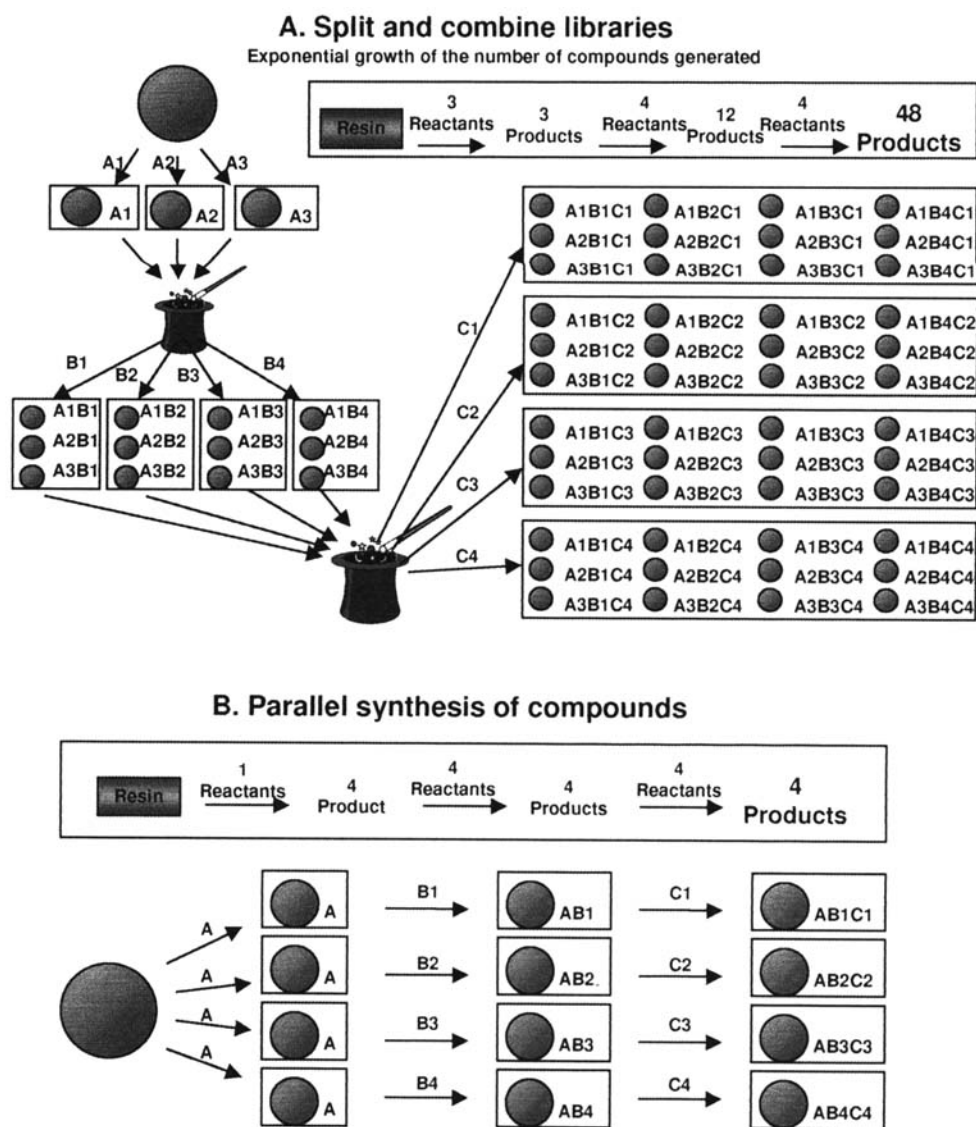 A. Split and combine libraries
Exponential growth of the number of compounds generated
Resin
3
Reactants
3
Products
4
Reactants
12
Products
4
Reactants
48
Products
A1 A2 A3
A1 A2 A3
B1 B2 B3 B4
A1B1 A1B2 A1B3 A1B4
A2B1 A2B2 A2B3 A2B4
A3B1 A3B2 A3B3 A3B4
C1
C2
C3
C4
A1B1C1 A1B2C1 A1B3C1 A1B4C1
A2B1C1 A2B2C1 A2B3C1 A2B4C1
A3B1C1 A3B2C1 A3B3C1 A3B4C1
A1B1C2 A1B2C2 A1B3C2 A1B4C2
A2B1C2 A2B2C2 A2B3C2 A2B4C2
A3B1C2 A3B2C2 A3B3C2 A3B4C2
A1B1C3 A1B2C3 A1B3C3 A1B4C3
A2B1C3 A2B2C3 A2B3C3 A2B4C3
A3B1C3 A3B2C3 A3B3C3 A3B4C3
A1B1C4 A1B2C4 A1B3C4 A1B4C4
A2B1C4 A2B2C4 A2B3C4 A2B4C4
A3B1C4 A3B2C4 A3B3C4 A3B4C4
B. Parallel synthesis of compounds
Resin
1
Reactants
4
Product
4
Reactants
4
Products
4
Reactants
4
Products
A A B1 AB1 C1 AB1C1
A A B2 AB2 C2 AB2C2
A A B3 AB3 C3 AB3C3
A A B4 AB4 C4 AB4C4